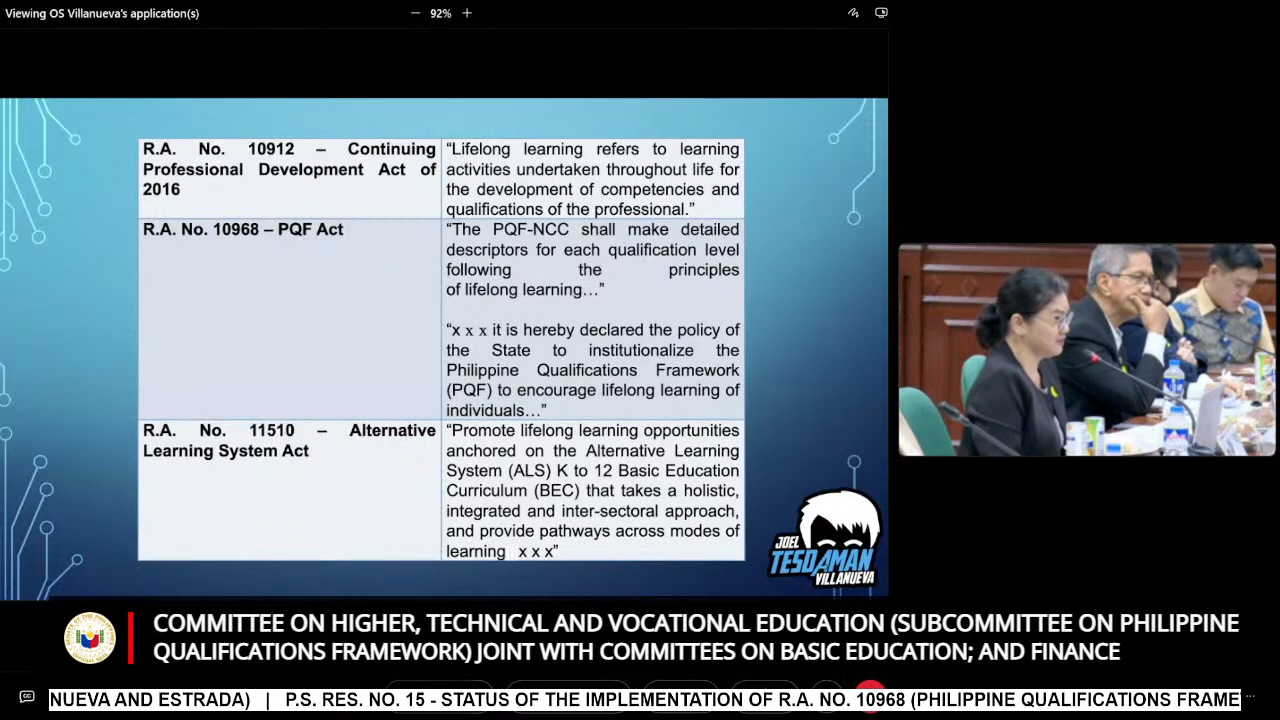 Viewing OS Villanueva's application(s)
− 92% +
R.A. No. 10912 – Continuing
Professional Development Act of
2016
“Lifelong learning refers to learning
activities undertaken throughout life for
the development of competencies and
qualifications of the professional.”
R.A. No. 10968 – PQF Act
“The PQF-NCC shall make detailed
descriptors for each qualification level
following the principles
of lifelong learning…”
“x x x it is hereby declared the policy of
the State to institutionalize the
Philippine Qualifications Framework
(PQF) to encourage lifelong learning of
individuals…”
R.A. No. 11510 – Alternative
Learning System Act
“Promote lifelong learning opportunities
anchored on the Alternative Learning
System (ALS) K to 12 Basic Education
Curriculum (BEC) that takes a holistic,
integrated and inter-sectoral approach,
and provide pathways across modes of
learning x x x”
JOEL
TESDAMAN
VILLANUEVA
COMMITTEE ON HIGHER, TECHNICAL AND VOCATIONAL EDUCATION (SUBCOMMITTEE ON PHILIPPINE
QUALIFICATIONS FRAMEWORK) JOINT WITH COMMITTEES ON BASIC EDUCATION; AND FINANCE
NUEVA AND ESTRADA) | P.S. RES. NO. 15 - STATUS OF THE IMPLEMENTATION OF R.A. NO. 10968 (PHILIPPINE QUALIFICATIONS FRAME